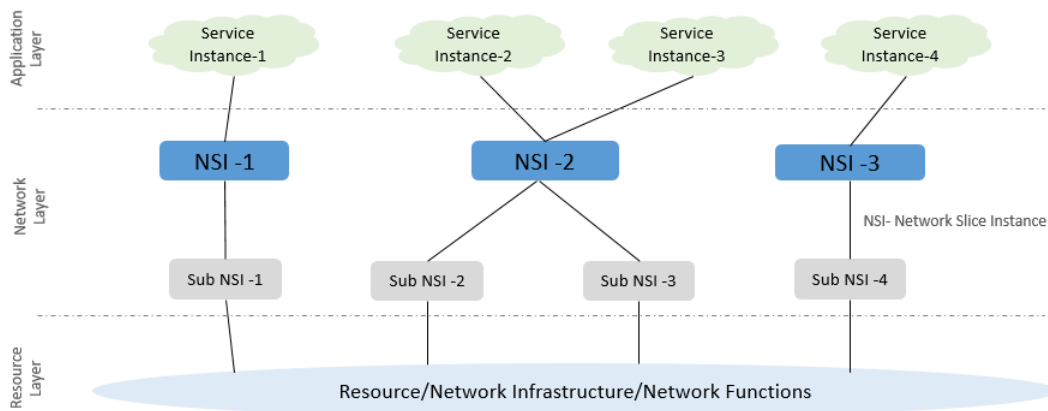 Application
Layer
Service
Instance-1
Service
Instance-2
Service
Instance-3
Service
Instance-4
Network
Layer
NSI -1
NSI -2
NSI -3
NSI- Network Slice Instance
Sub NSI -1
Sub NSI -2
Sub NSI -3
Sub NSI -4
Resource
Layer
Resource/Network Infrastructure/Network Functions